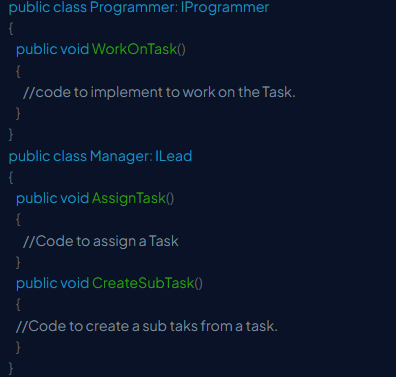 public class Programmer: IProgrammer
{
public void WorkOnTask()
{
//code to implement to work on the Task.
}
}
public class Manager: ILead
{
public void AssignTask()
{
//Code to assign a Task
}
public void CreateSubTask()
{
//Code to create a sub taks from a task.
}
}